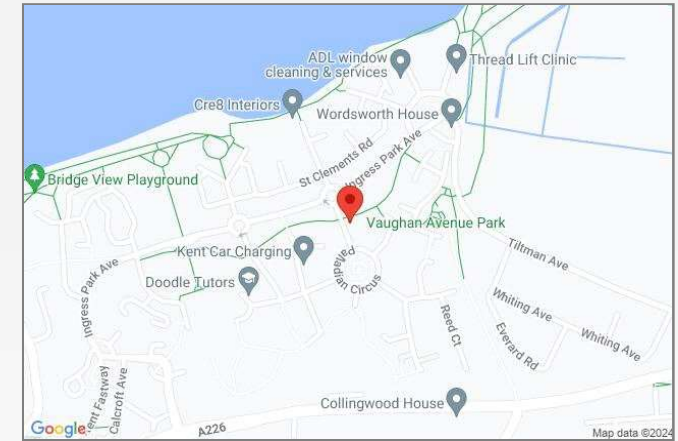 ADL window
cleaning & services
Thread Lift Clinic
Cre8 Interiors
Wordsworth House
St Clements Rd
Ingress Park Ave
Bridge View Playground
Vaughan Avenue Park
Kent Car Charging
Palladian Circus
Doodle Tutors
Tiltman Ave
Ingress Park Ave
Whiting Ave
Whiting Ave
Reed Ct
Everard Rd
Fastway
Calcroft Ave
Collingwood House
Google
A226
Map data ©2024